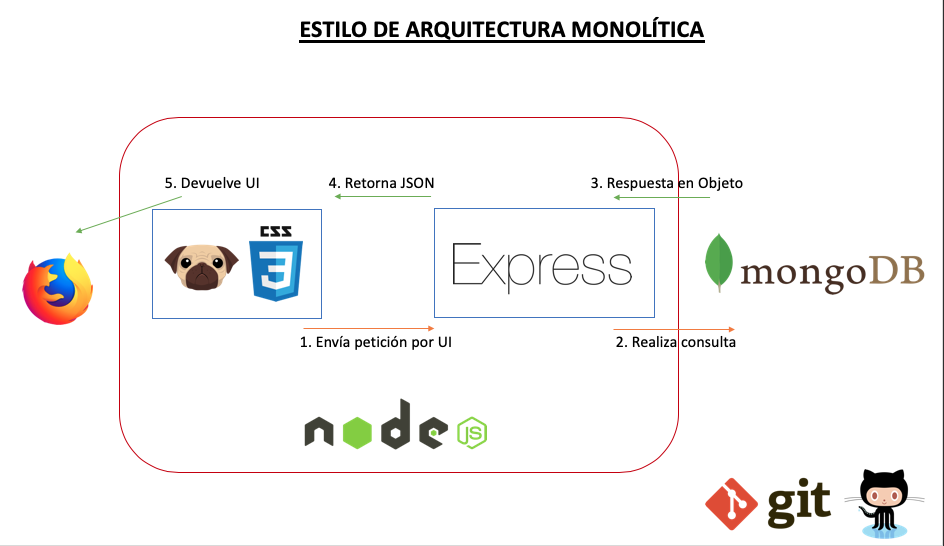 ESTILO DE ARQUITECTURA MONOLÍTICA
5. Devuelve UI
4. Retorna JSON
3. Respuesta en Objeto
CSS
3
Express
mongoDB
1. Envía petición por UI
2. Realiza consulta
node
JS
git